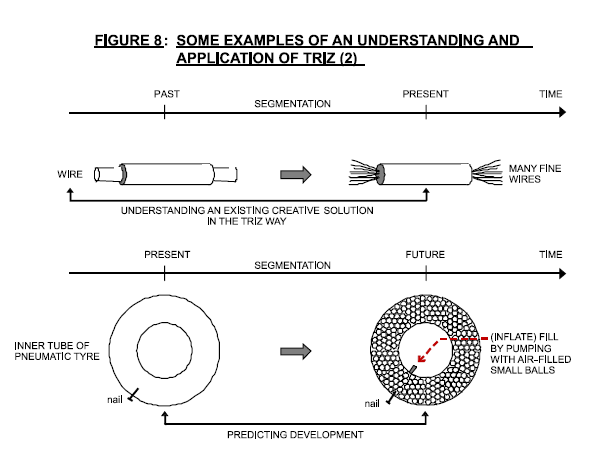 FIGURE 8: SOME EXAMPLES OF AN UNDERSTANDING AND
APPLICATION OF TRIZ (2)
PAST
SEGMENTATION
PRESENT
TIME
WIRE
MANY FINE
WIRES
UNDERSTANDING AN EXISTING CREATIVE SOLUTION
IN THE TRIZ WAY
PRESENT
SEGMENTATION
FUTURE
TIME
INNER TUBE OF
PNEUMATIC TYRE
(INFLATE) FILL
BY PUMPING
WITH AIR-FILLED
SMALL BALLS
nail
nail
PREDICTING DEVELOPMENT